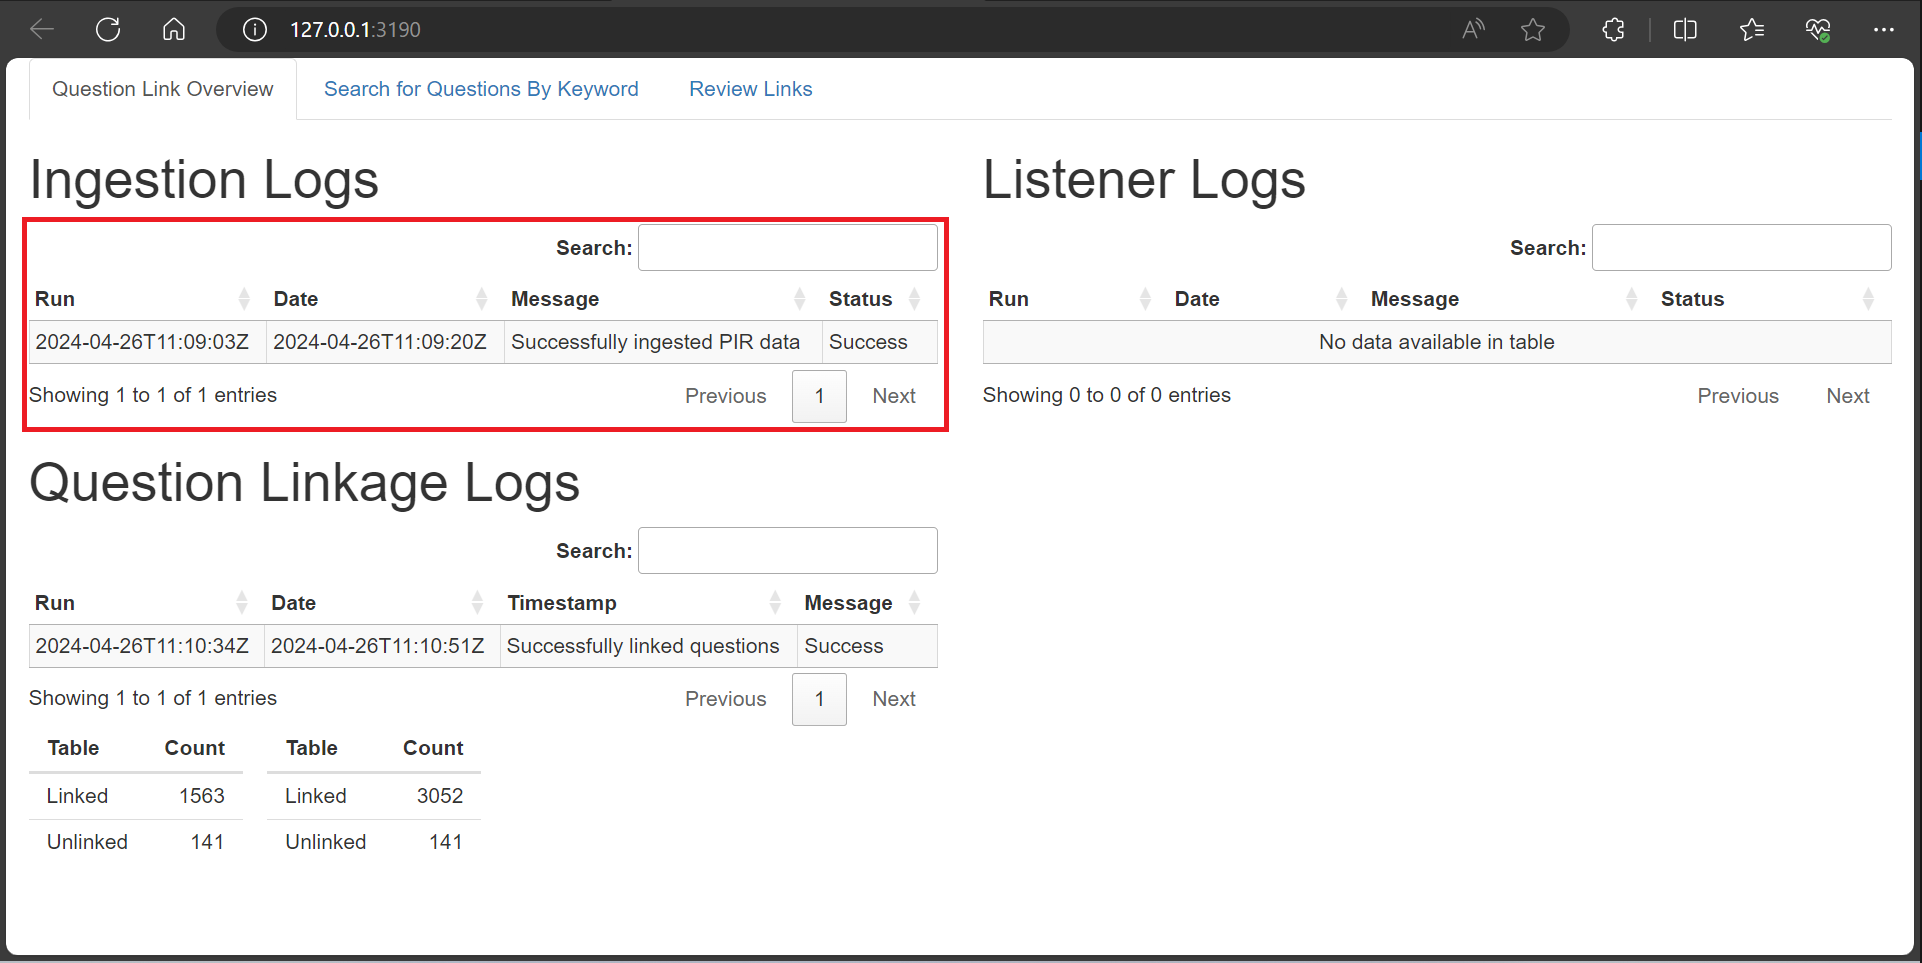 127.0.0.1:3190
Question Link Overview
Search for Questions By Keyword
Review Links
Ingestion Logs
Search:
Run Date Message Status
2024-04-26T11:09:03Z 2024-04-26T11:09:20Z Successfully ingested PIR data Success
Showing 1 to 1 of 1 entries Previous 1 Next
Listener Logs
Search:
Run Date Message Status
No data available in table
Showing 0 to 0 of 0 entries Previous Next
Question Linkage Logs
Search:
Run Date Timestamp Message
2024-04-26T11:10:34Z 2024-04-26T11:10:51Z Successfully linked questions Success
Showing 1 to 1 of 1 entries Previous 1 Next
Table Count
Linked 1563
Unlinked 141
Table Count
Linked 3052
Unlinked 141